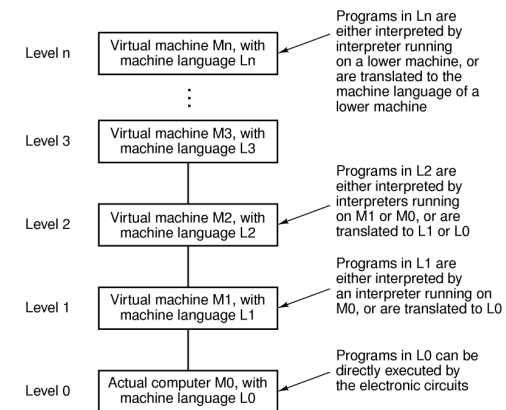 Level n
Virtual machine Mn, with
machine language Ln
Programs in Ln are
either interpreted by
interpreter running
on a lower machine, or
are translated to the
machine language of a
lower machine
Level 3
Virtual machine M3, with
machine language L3
Level 2
Virtual machine M2, with
machine language L2
Programs in L2 are
either interpreted by
interpreters running
on M1 or M0, or are
translated to L1 or L0
Level 1
Virtual machine M1, with
machine language L1
Programs in L1 are
either interpreted by
an interpreter running on
M0, or are translated to L0
Level 0
Actual computer M0, with
machine language L0
Programs in L0 can be
directly executed by
the electronic circuits